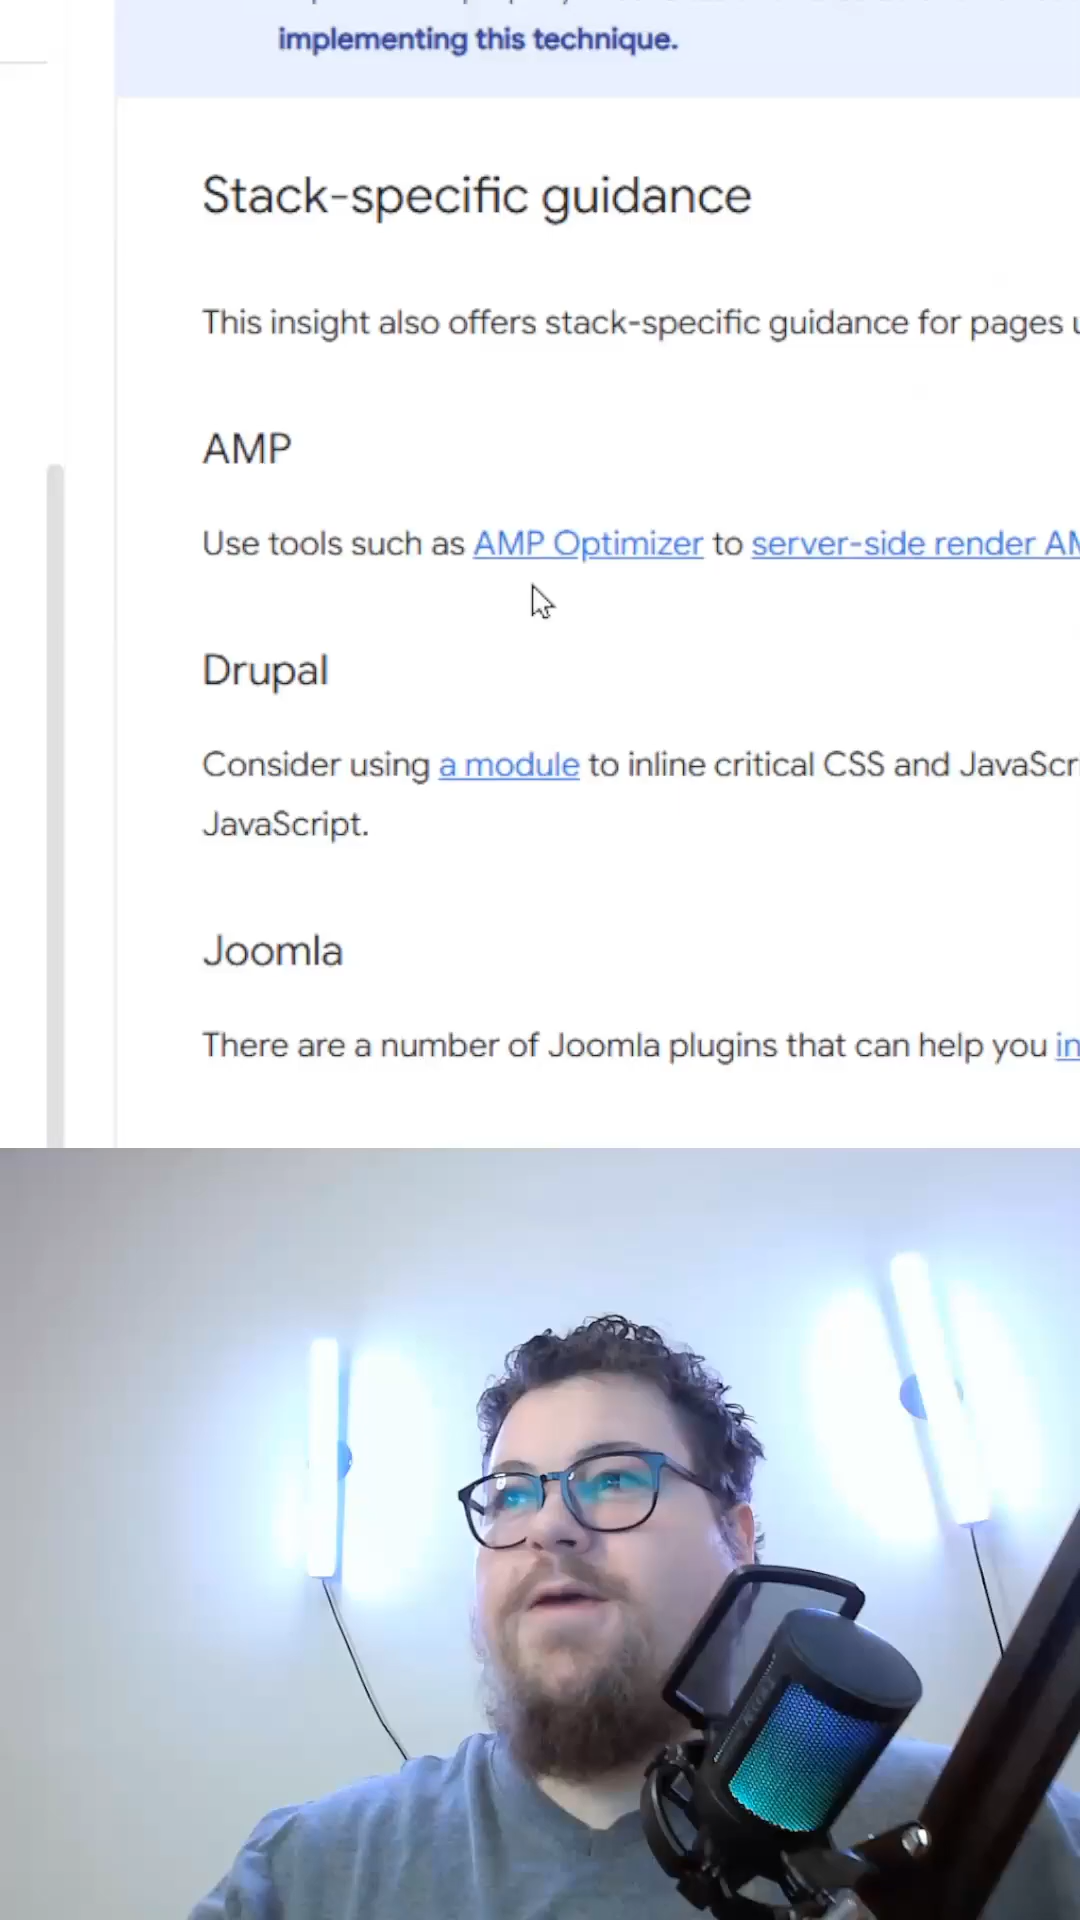 implementing this technique.
Stack-specific guidance
This insight also offers stack-specific guidance for pages
AMP
Use tools such as AMP Optimizer to server-side render
Drupal
Consider using a module to inline critical CSS and
JavaScript.
Joomla
There are a number of Joomla plugins that can help you